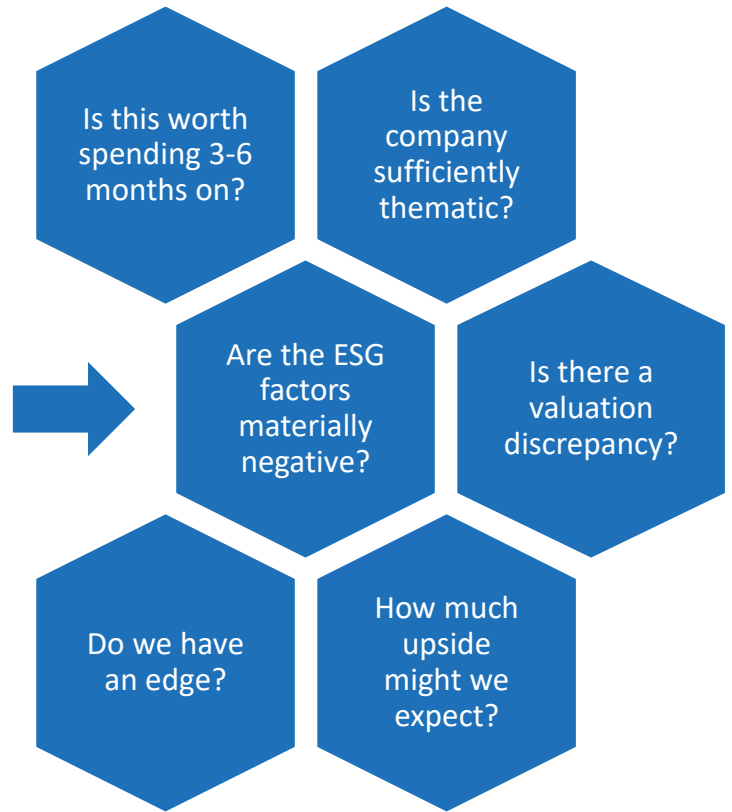 Is this worth
spending 3-6
months on?
Is the
company
sufficiently
thematic?
Are the ESG
factors
materially
negative?
Is there a
valuation
discrepancy?
Do we have
an edge?
How much
upside
might we
expect?